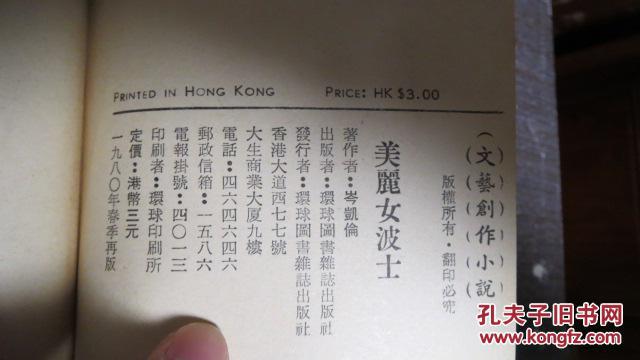 PRINTED IN HONG KONG PRICE: HK $3.00
(文藝創作小說)
版權所有·翻印必究
美麗女波士
著作者：岑凱倫
出版者：環球圖書雜誌出版社
發行者：環球圖書雜誌出版社
香港大道西七七號
大生商業大厦九樓
電話：四六四六四六
郵政信箱：一五八六
電報掛號：四〇一三
印刷者：環球印刷所
定價：港幣三元
一九八〇年春季再版
孔夫子旧书网
www.kongfz.com